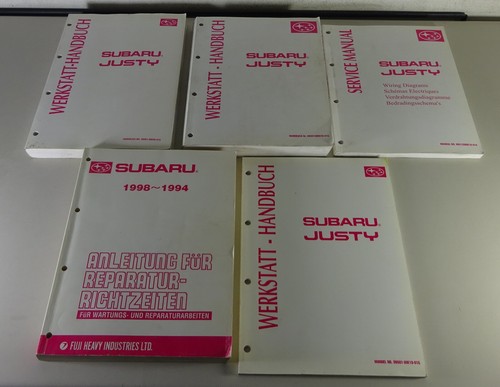 WERKSTATT-HANDBUCH
SUBARU
JUSTY
WERKSTATT - HANDBUCH
SUBARU
JUSTY
SERVICE MANUAL
SUBARU
JUSTY
Wiring Diagrams
SUBARU
1998~1994
ANLEITUNG FÜR
REPARATUR-
RICHTZEITEN
FÜR WARTUNGS- UND REPARATURARBEITEN
FUJI HEAVY INDUSTRIES LTD.
WERKSTATT - HANDBUCH
SUBARU
JUSTY